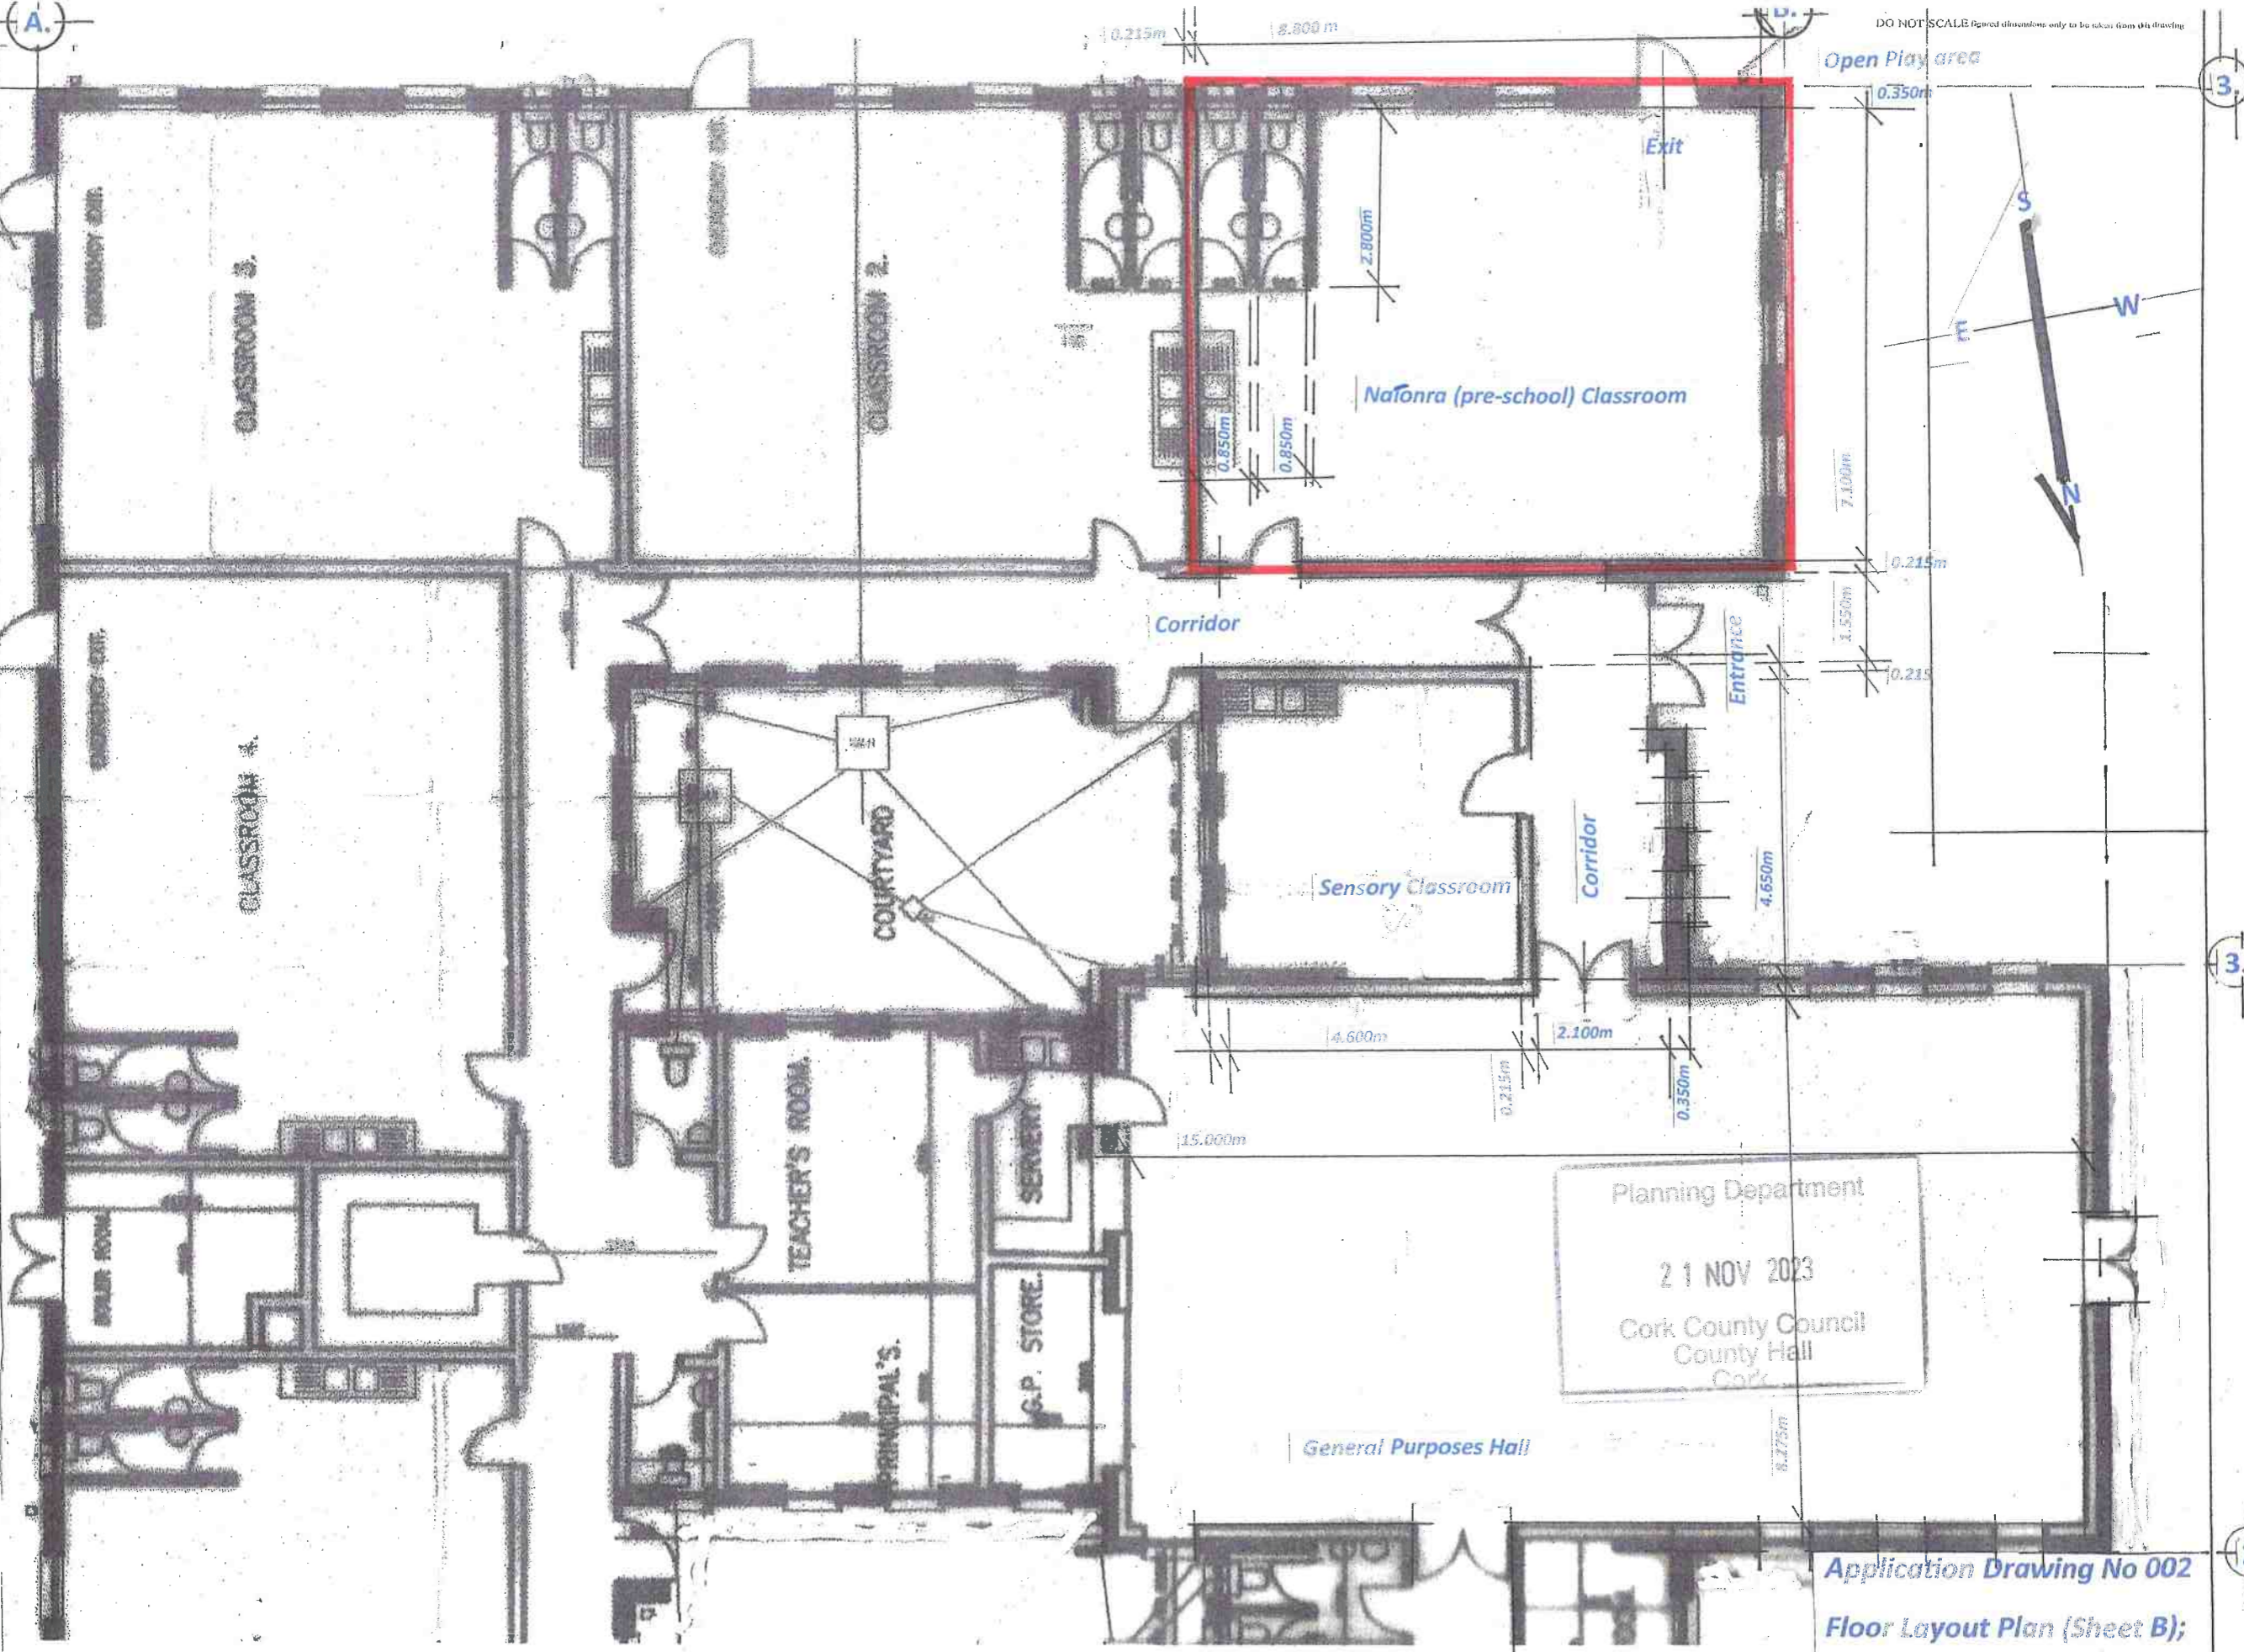 A.
0.215m
8.800 m
DO NOT SCALE figured dimensions only to be taken from this drawing
Open Play area
3.
0.350m
Exit
2.800m
S
W
E
N
CLASSROOM 3.
CLASSROOM 2.
Naíonra (pre-school) Classroom
0.850m
0.850m
7.100m
0.215m
1.550m
0.215
Corridor
Entrance
CLASSROOM 4.
COURTYARD
Sensory Classroom
Corridor
4.650m
3.
4.600m
2.100m
0.215m
0.350m
15.000m
TEACHER'S ROOM.
SERVERY
BOILER ROOM
PRINCIPAL'S.
G.P. STORE.
Planning Department
21 NOV 2023
Cork County Council
County Hall
Cork
General Purposes Hall
8.275m
Application Drawing No 002
Floor Layout Plan (Sheet B);